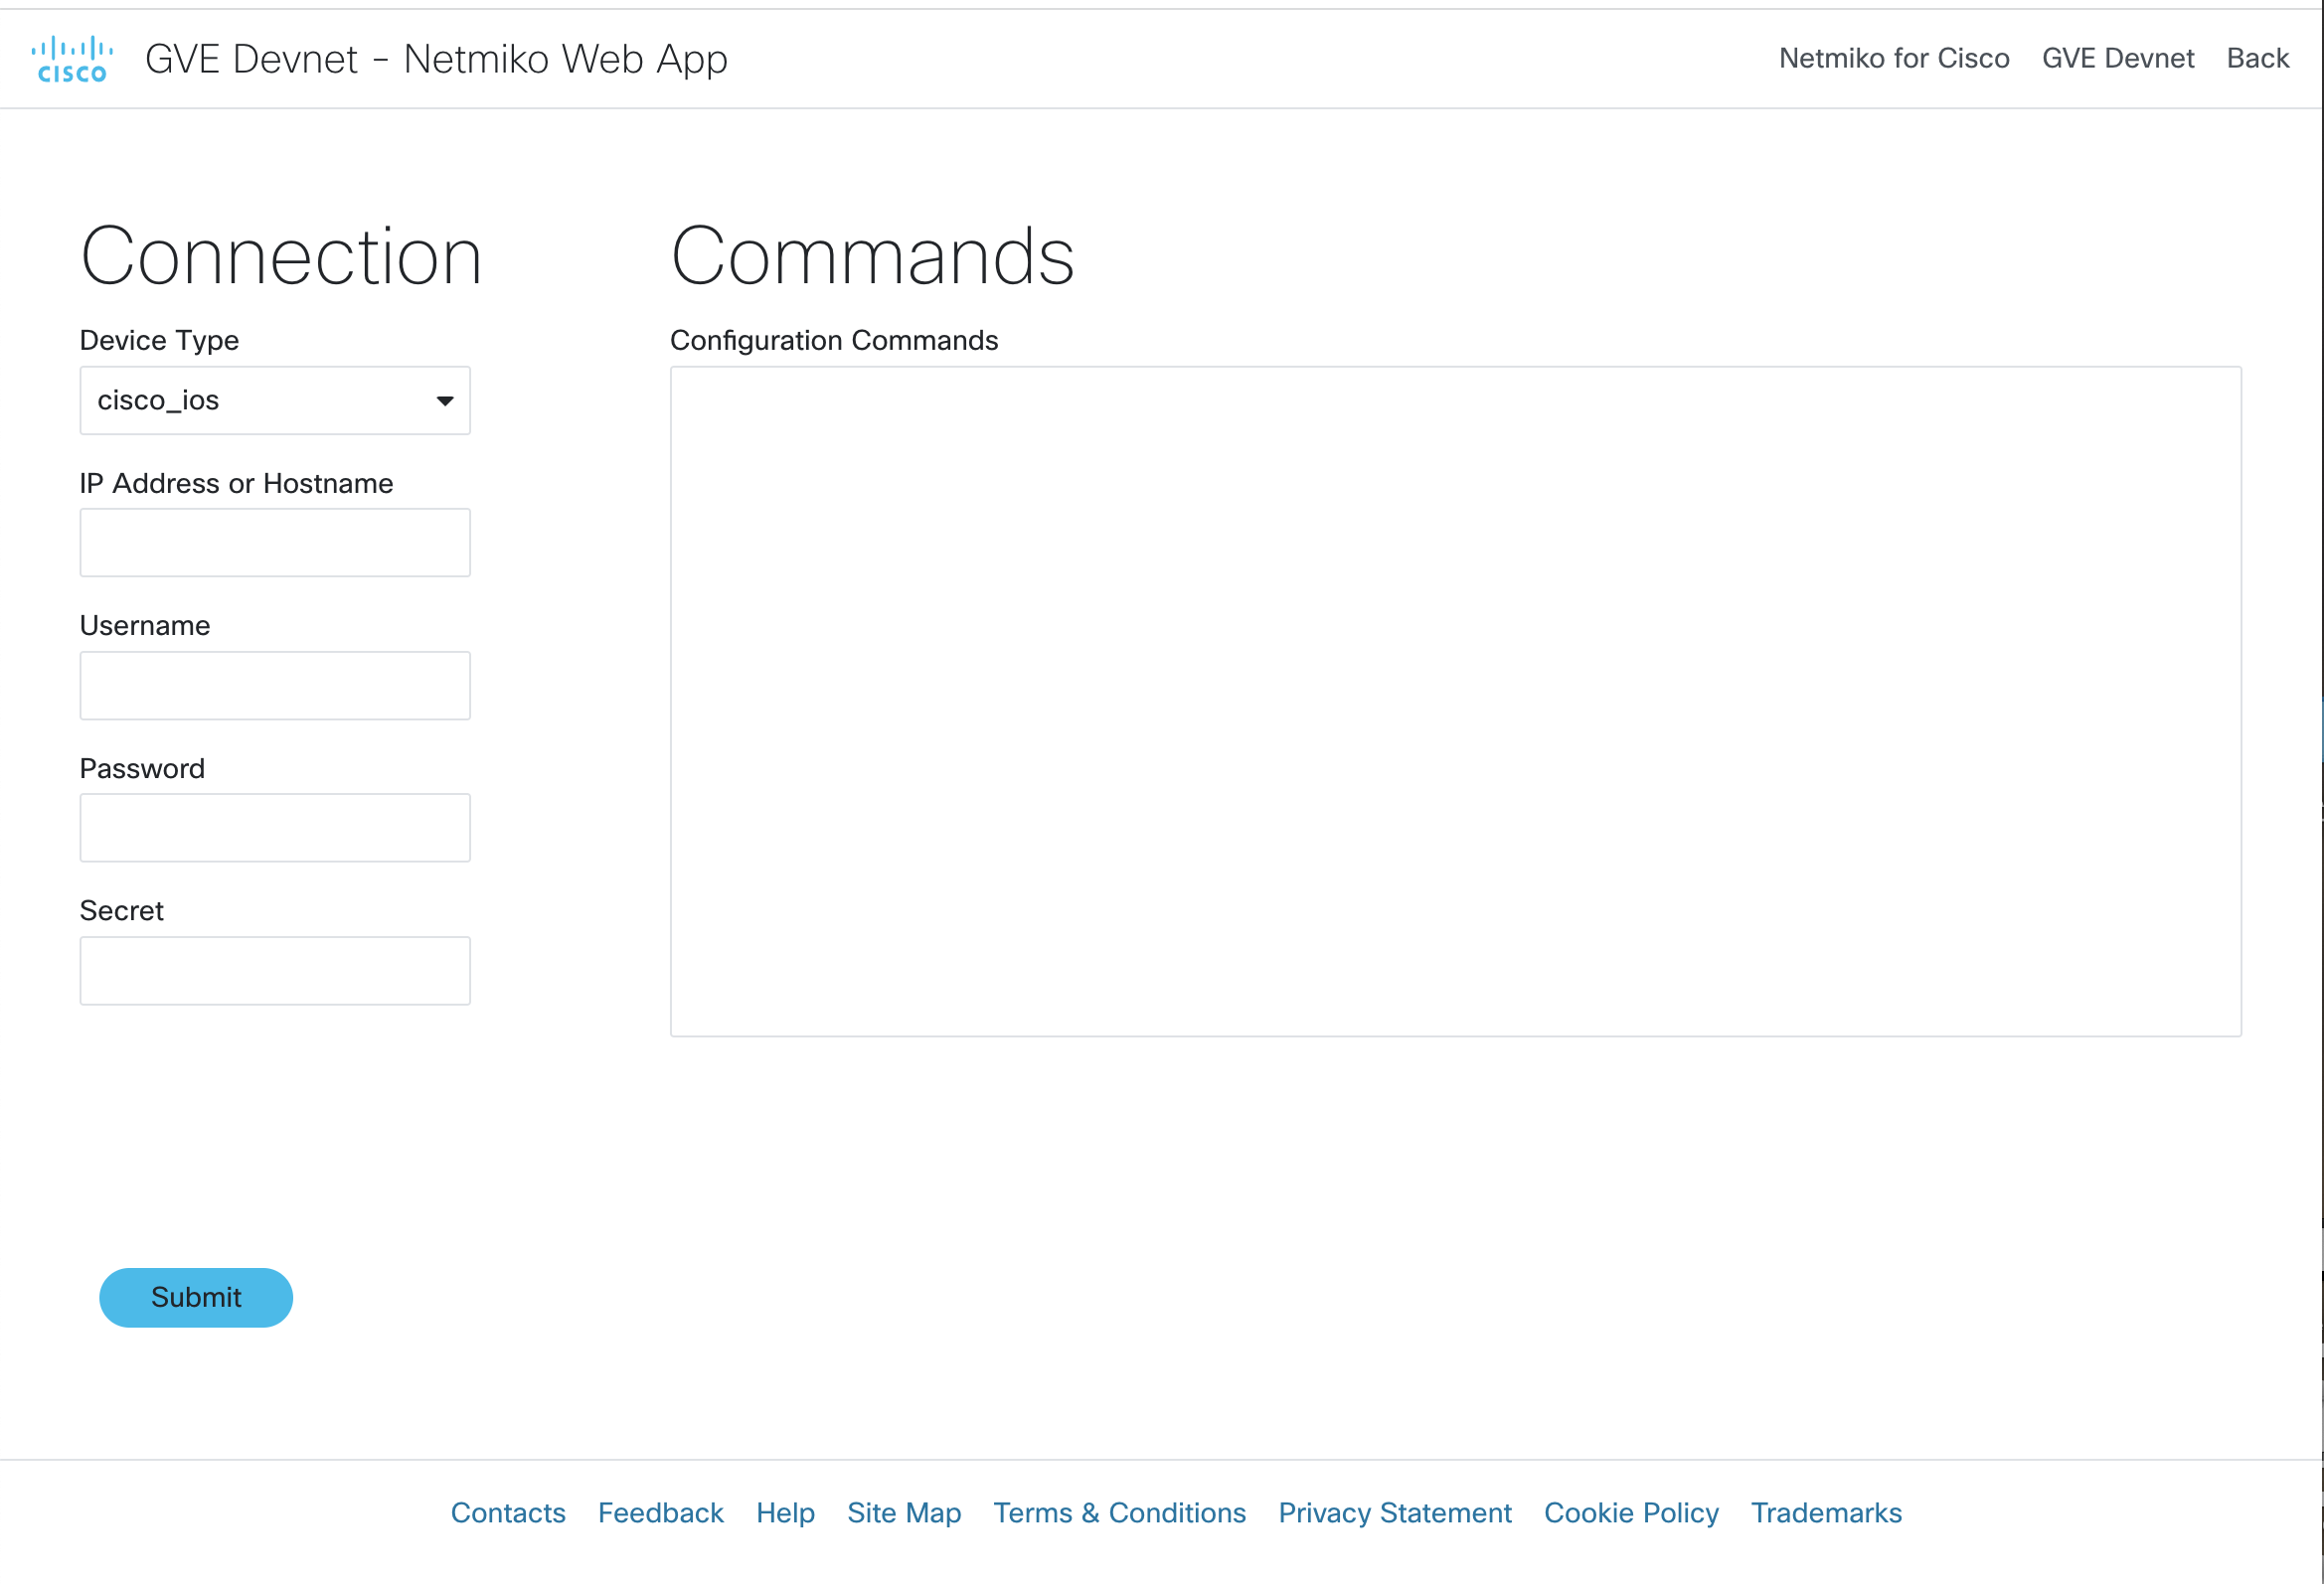 CISCO GVE Devnet - Netmiko Web App Netmiko for Cisco GVE Devnet Back
Connection
Device Type
cisco_ios
IP Address or Hostname
Username
Password
Secret
Commands
Configuration Commands
Submit
Contacts Feedback Help Site Map Terms & Conditions Privacy Statement Cookie Policy Trademarks